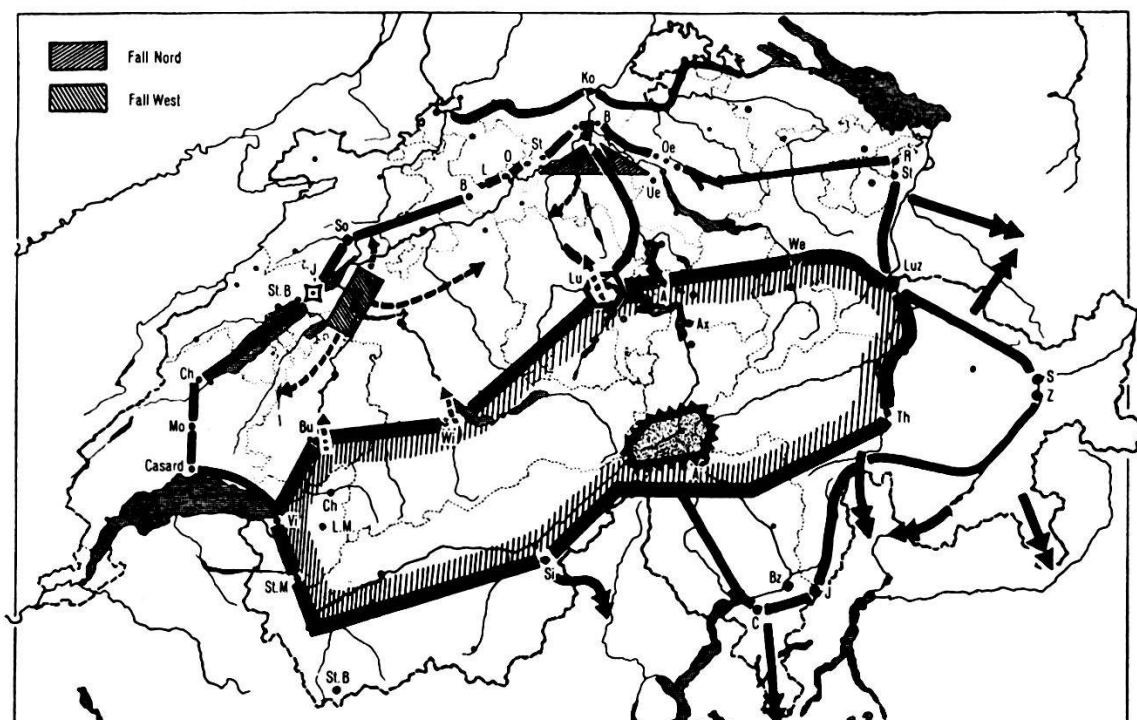 Fall Nord
Fall West
Ko
B
St
O
L
B
Oe
Ue
R
St
So
J
St.B
Lu
A
We
Luz
Ax
Ch
Mo
Casard
Bu
Wi
S
Z
Th
A
Ch
L.M.
Vi
St.M
Si
Bz
J
C
St.B